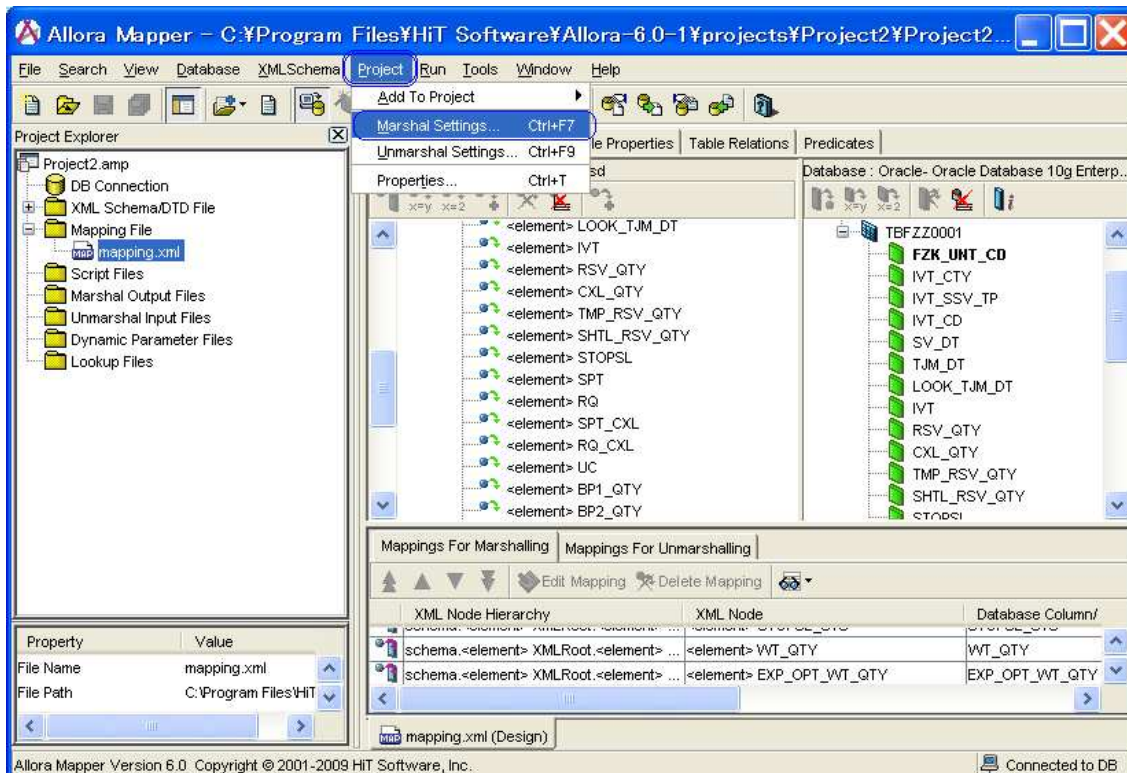 Allora Mapper - C:¥Program Files¥HiT Software¥Allora-6.0-1¥projects¥Project2¥Project2...
File Search View Database XMLSchema Project Run Tools Window Help
Add To Project
Marshal Settings... Ctrl+F7
Unmarshal Settings... Ctrl+F9
Properties... Ctrl+T
Project Explorer
Project2.amp
DB Connection
XML Schema/DTD File
Mapping File
mapping.xml
Script Files
Marshal Output Files
Unmarshal Input Files
Dynamic Parameter Files
Lookup Files
le Properties Table Relations Predicates
sd
x=y x=2
<element> LOOK_TJM_DT
<element> IVT
<element> RSV_QTY
<element> CXL_QTY
<element> TMP_RSV_QTY
<element> SHTL_RSV_QTY
<element> STOPSL
<element> SPT
<element> RQ
<element> SPT_CXL
<element> RQ_CXL
<element> UC
<element> BP1_QTY
<element> BP2_QTY
Database : Oracle- Oracle Database 10g Enterp...
x=y x=2
TBFZZ0001
FZK_UNT_CD
IVT_CTY
IVT_SSV_TP
IVT_CD
SV_DT
TJM_DT
LOOK_TJM_DT
IVT
RSV_QTY
CXL_QTY
TMP_RSV_QTY
SHTL_RSV_QTY
STOPSL
Mappings For Marshalling Mappings For Unmarshalling
Edit Mapping Delete Mapping
XML Node Hierarchy XML Node Database Column/
schema.<element> XMLRoot.<element> ... <element> WT_QTY WT_QTY
schema.<element> XMLRoot.<element> ... <element> EXP_OPT_WT_QTY EXP_OPT_WT_QTY
Property Value
File Name mapping.xml
File Path C:\Program Files\HiT
mapping.xml (Design)
Allora Mapper Version 6.0 Copyright © 2001-2009 HiT Software, Inc. Connected to DB